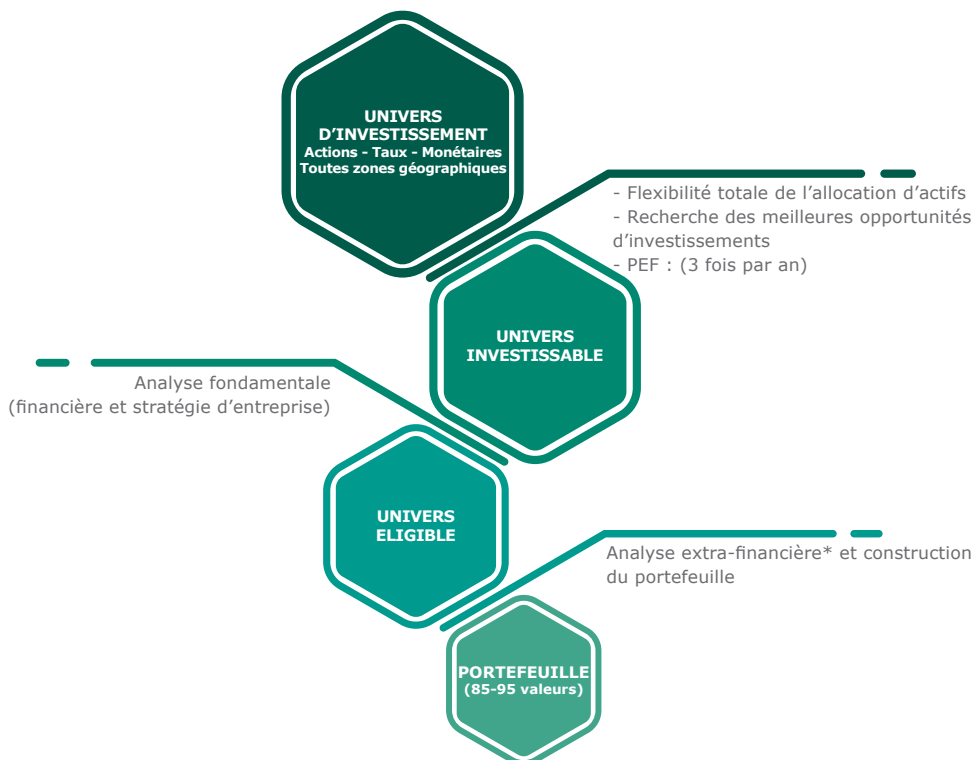 UNIVERS
D'INVESTISSEMENT
Actions - Taux - Monétaires
Toutes zones géographiques
- Flexibilité totale de l'allocation d'actifs
- Recherche des meilleures opportunités
d'investissements
- PEF : (3 fois par an)
UNIVERS
INVESTISSABLE
Analyse fondamentale
(financière et stratégie d'entreprise)
UNIVERS
ELIGIBLE
Analyse extra-financière* et construction
du portefeuille
PORTEFEUILLE
(85-95 valeurs)